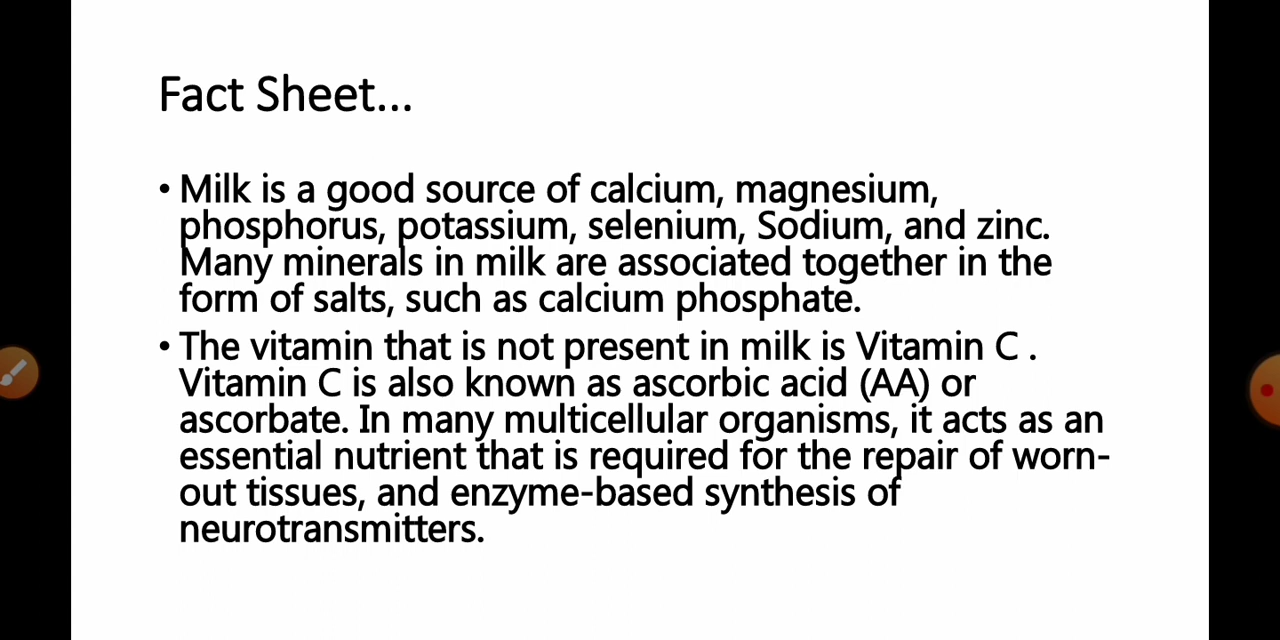 Fact Sheet...
• Milk is a good source of calcium, magnesium,
phosphorus, potassium, selenium, Sodium, and zinc.
Many minerals in milk are associated together in the
form of salts, such as calcium phosphate.
• The vitamin that is not present in milk is Vitamin C .
Vitamin C is also known as ascorbic acid (AA) or
ascorbate. In many multicellular organisms, it acts as an
essential nutrient that is required for the repair of worn-
out tissues, and enzyme-based synthesis of
neurotransmitters.